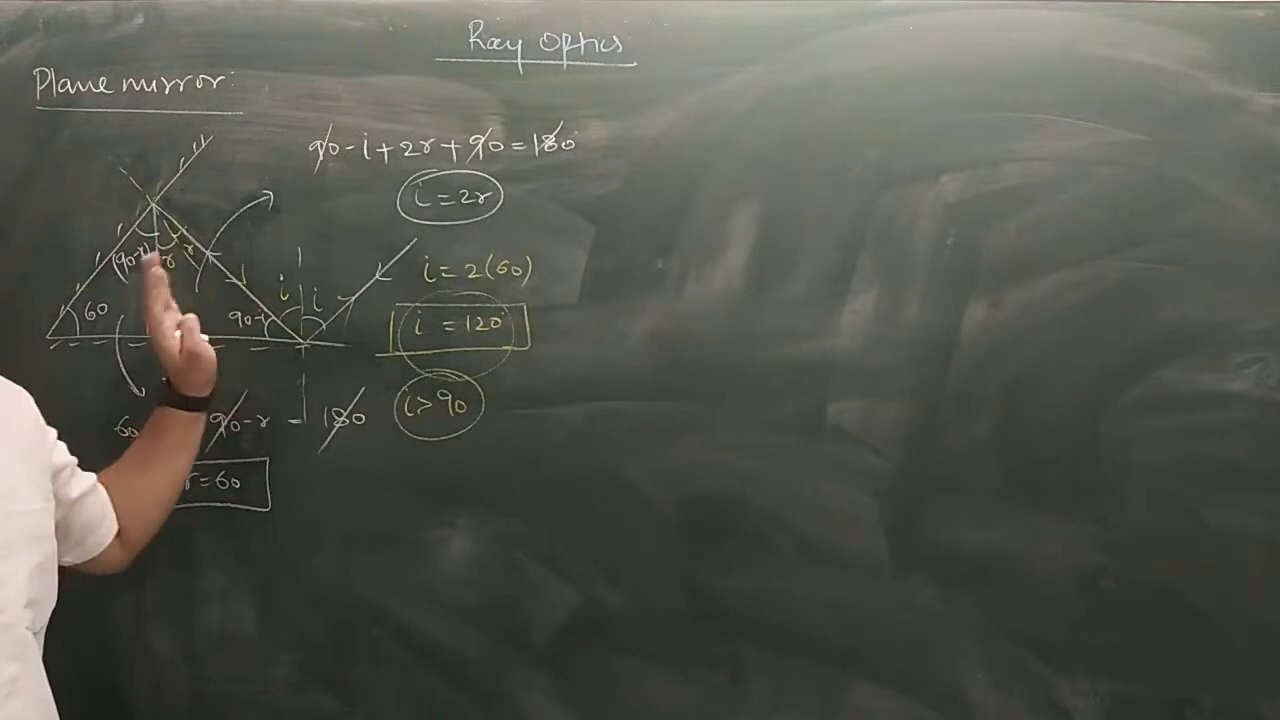 Ray Optics
Plane mirror:
90-i+2r+90=180°
i=2r
i=2(60)
i = 120°
i>90
(90-r) r r
60
90-i i i
60 90-r = 180
r=60